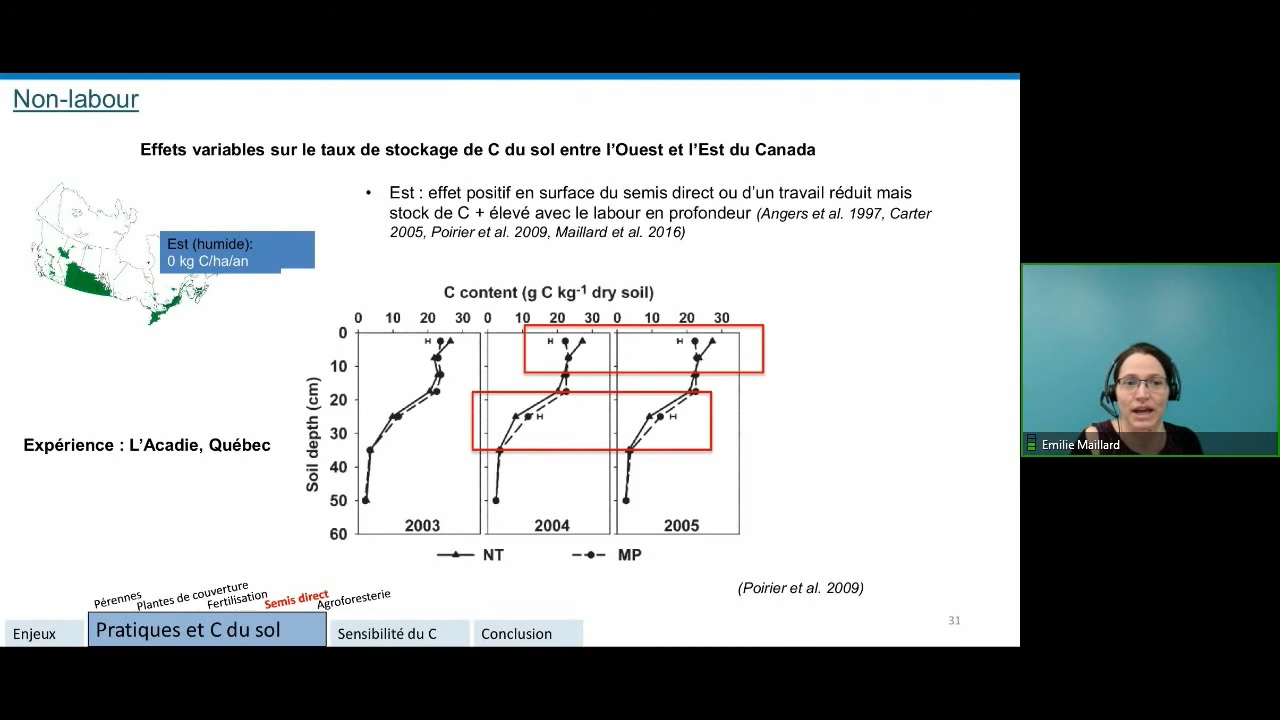 Non-labour
Effets variables sur le taux de stockage de C du sol entre l'Ouest et l'Est du Canada
• Est : effet positif en surface du semis direct ou d'un travail réduit mais
stock de C + élevé avec le labour en profondeur (Angers et al. 1997, Carter
2005, Poirier et al. 2009, Maillard et al. 2016)
Est (humide):
0 kg C/ha/an
C content (g C kg⁻¹ dry soil)
0 10 20 30 0 10 20 30 0 10 20 30
Soil depth (cm)
0
10
20
30
40
50
60
2003 2004 2005
NT MP
Expérience : L'Acadie, Québec
(Poirier et al. 2009)
Pérennes
Plantes de couverture
Fertilisation
Semis direct
Agroforesterie
Enjeux
Pratiques et C du sol
Sensibilité du C
Conclusion
31
Emilie Maillard